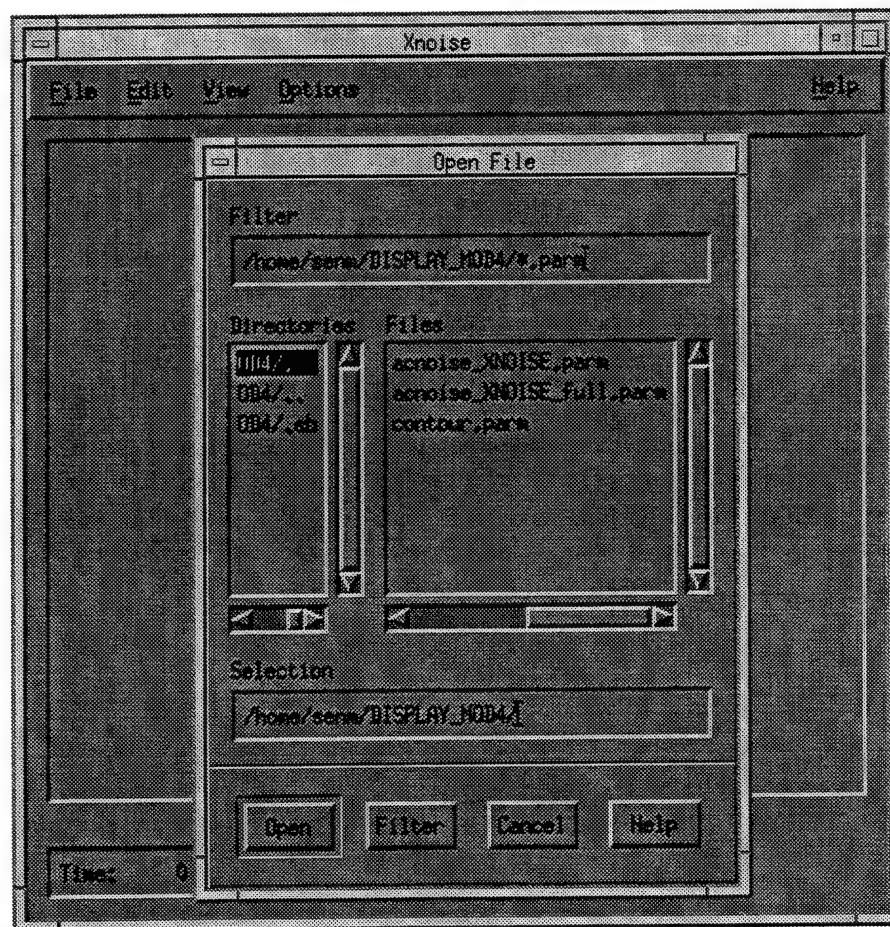 Xnoise
File Edit View Options Help
Open File
Filter
/home/senm/DISPLAY_MOD4/*.parm
Directories Files
OD4/. acnoise_XNOISE.parm
OD4/.. acnoise_XNOISE_full.parm
OD4/.ab contour.parm
Selection
/home/senm/DISPLAY_MOD4/
Open Filter Cancel Help
Time: 0